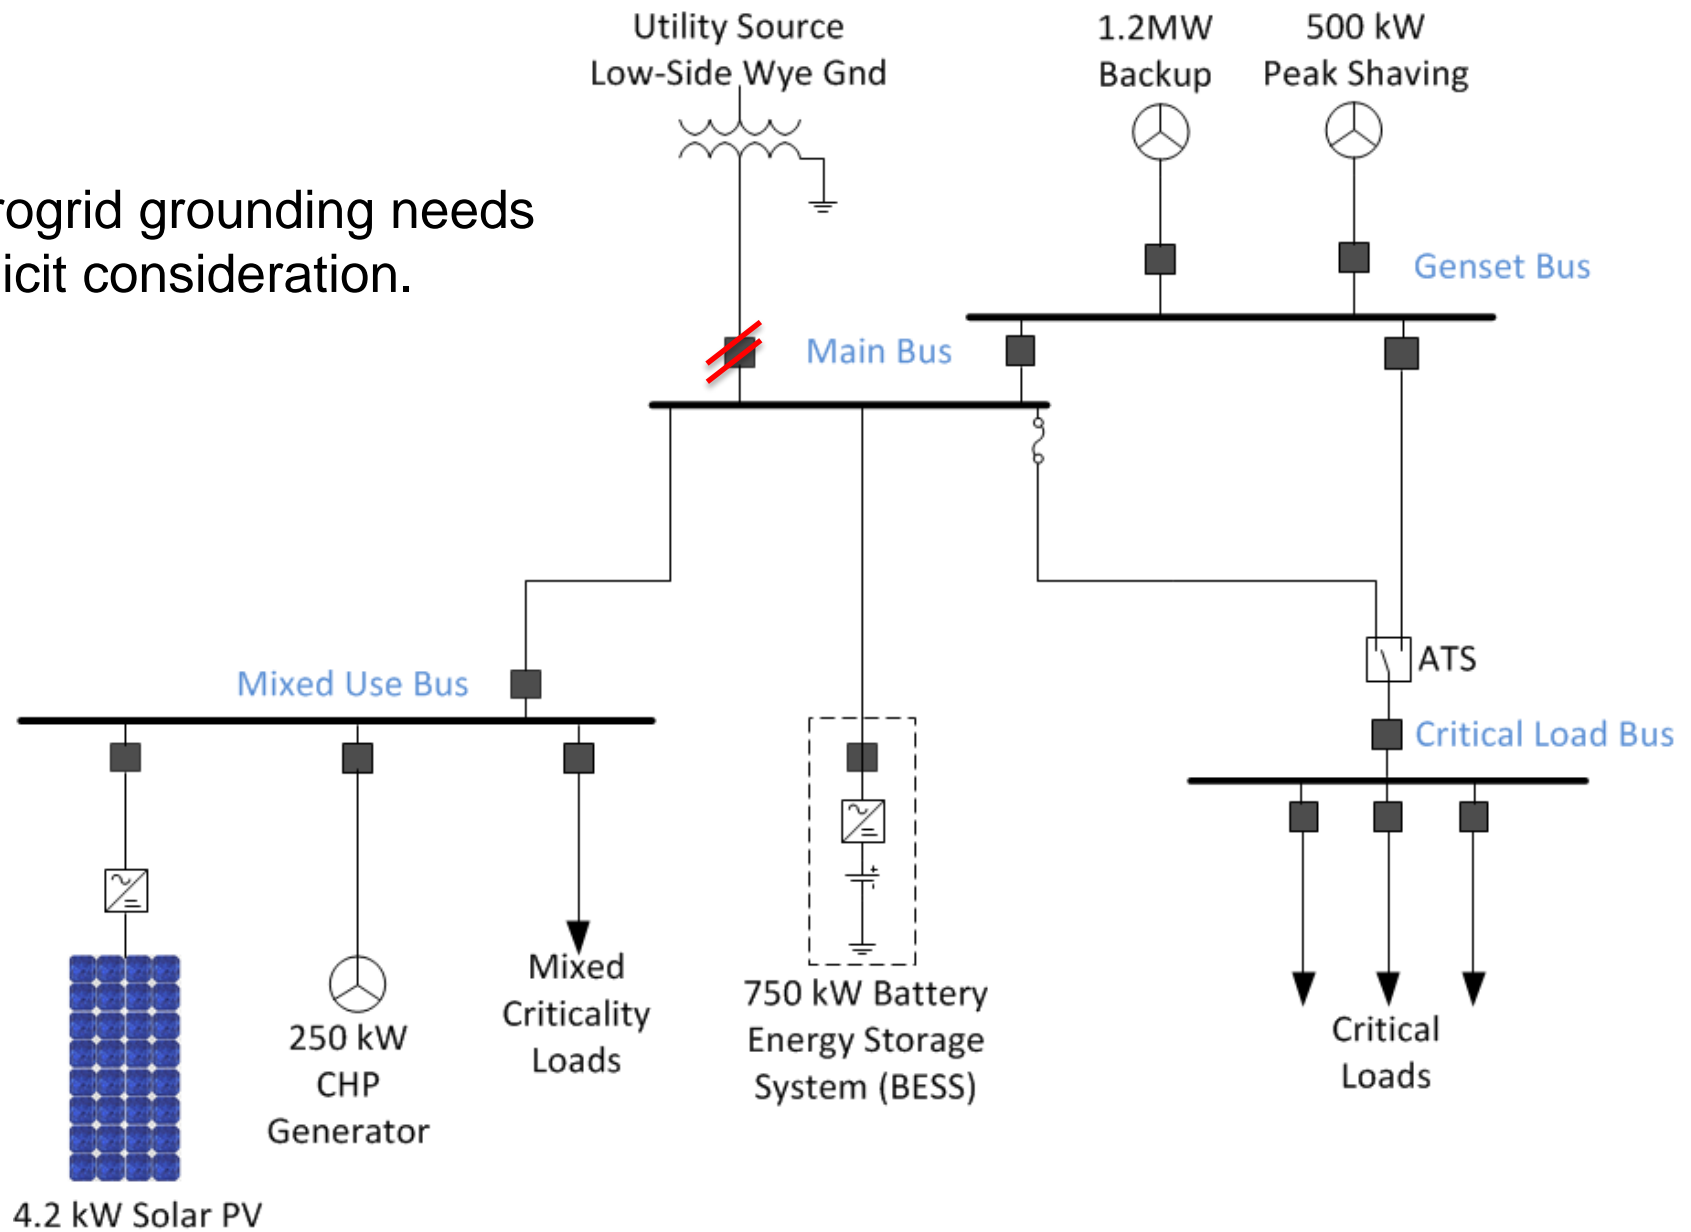 Utility Source
Low-Side Wye Gnd
1.2MW
Backup
500 kW
Peak Shaving
rogrid grounding needs
icit consideration.
Genset Bus
Main Bus
ATS
Mixed Use Bus
Critical Load Bus
Mixed
Criticality
Loads
250 kW
CHP
Generator
750 kW Battery
Energy Storage
System (BESS)
Critical
Loads
4.2 kW Solar PV